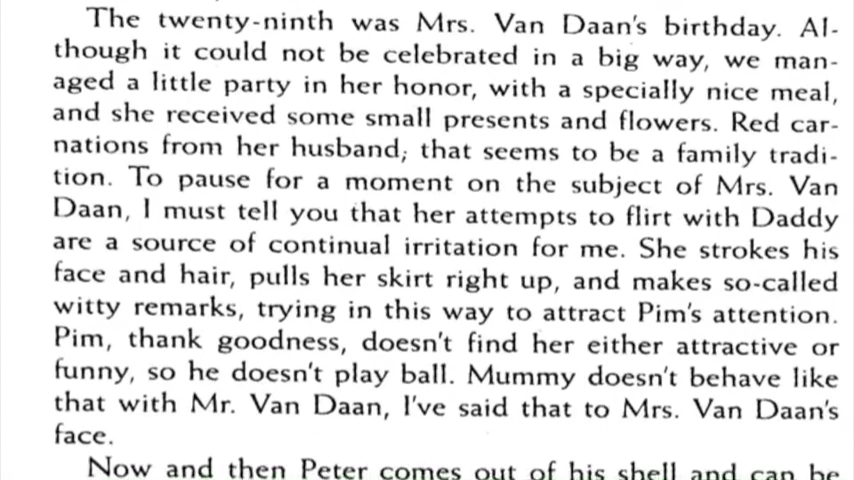 The twenty-ninth was Mrs. Van Daan's birthday. Al-
though it could not be celebrated in a big way, we man-
aged a little party in her honor, with a specially nice meal,
and she received some small presents and flowers. Red car-
nations from her husband; that seems to be a family tradi-
tion. To pause for a moment on the subject of Mrs. Van
Daan, I must tell you that her attempts to flirt with Daddy
are a source of continual irritation for me. She strokes his
face and hair, pulls her skirt right up, and makes so-called
witty remarks, trying in this way to attract Pim's attention.
Pim, thank goodness, doesn't find her either attractive or
funny, so he doesn't play ball. Mummy doesn't behave like
that with Mr. Van Daan, I've said that to Mrs. Van Daan's
face.
Now and then Peter comes out of his shell and can be